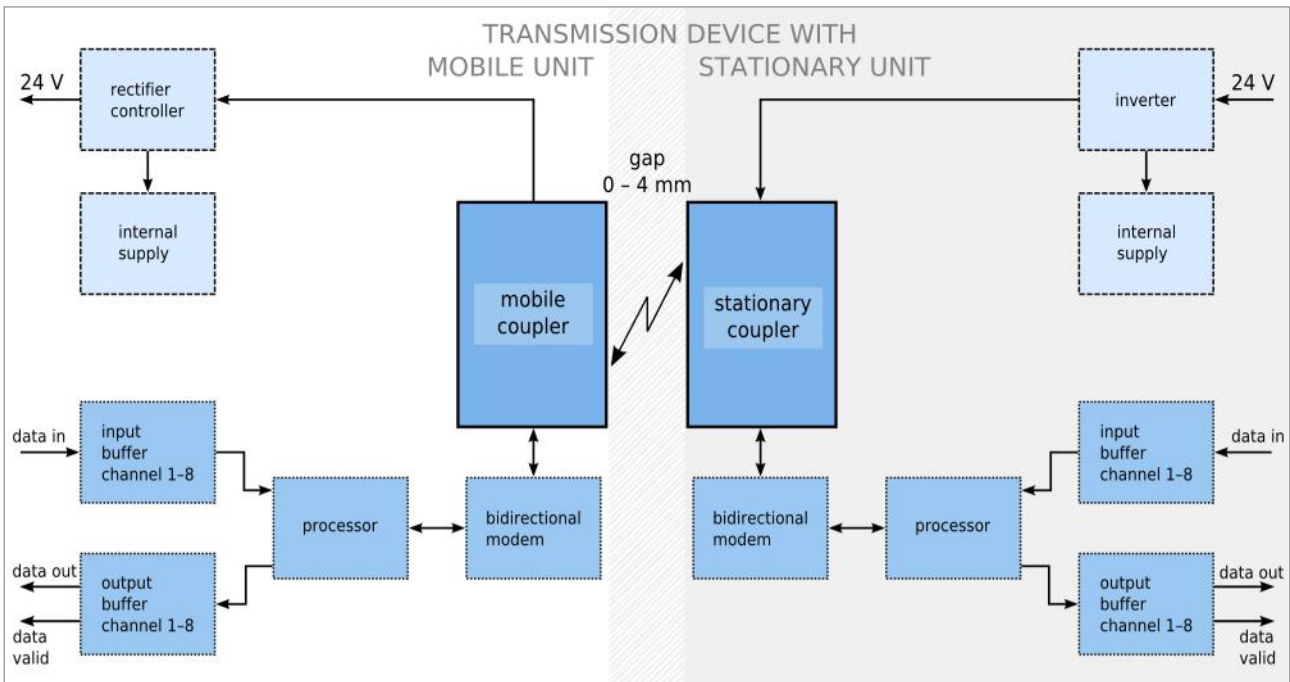 TRANSMISSION DEVICE WITH
MOBILE UNIT
STATIONARY UNIT
24 V
rectifier
controller
inverter
24 V
gap
0 – 4 mm
internal
supply
internal
supply
mobile
coupler
stationary
coupler
data in
input
buffer
channel 1–8
input
buffer
channel 1–8
data in
processor
bidirectional
modem
bidirectional
modem
processor
data out
data
valid
output
buffer
channel 1–8
output
buffer
channel 1–8
data out
data
valid